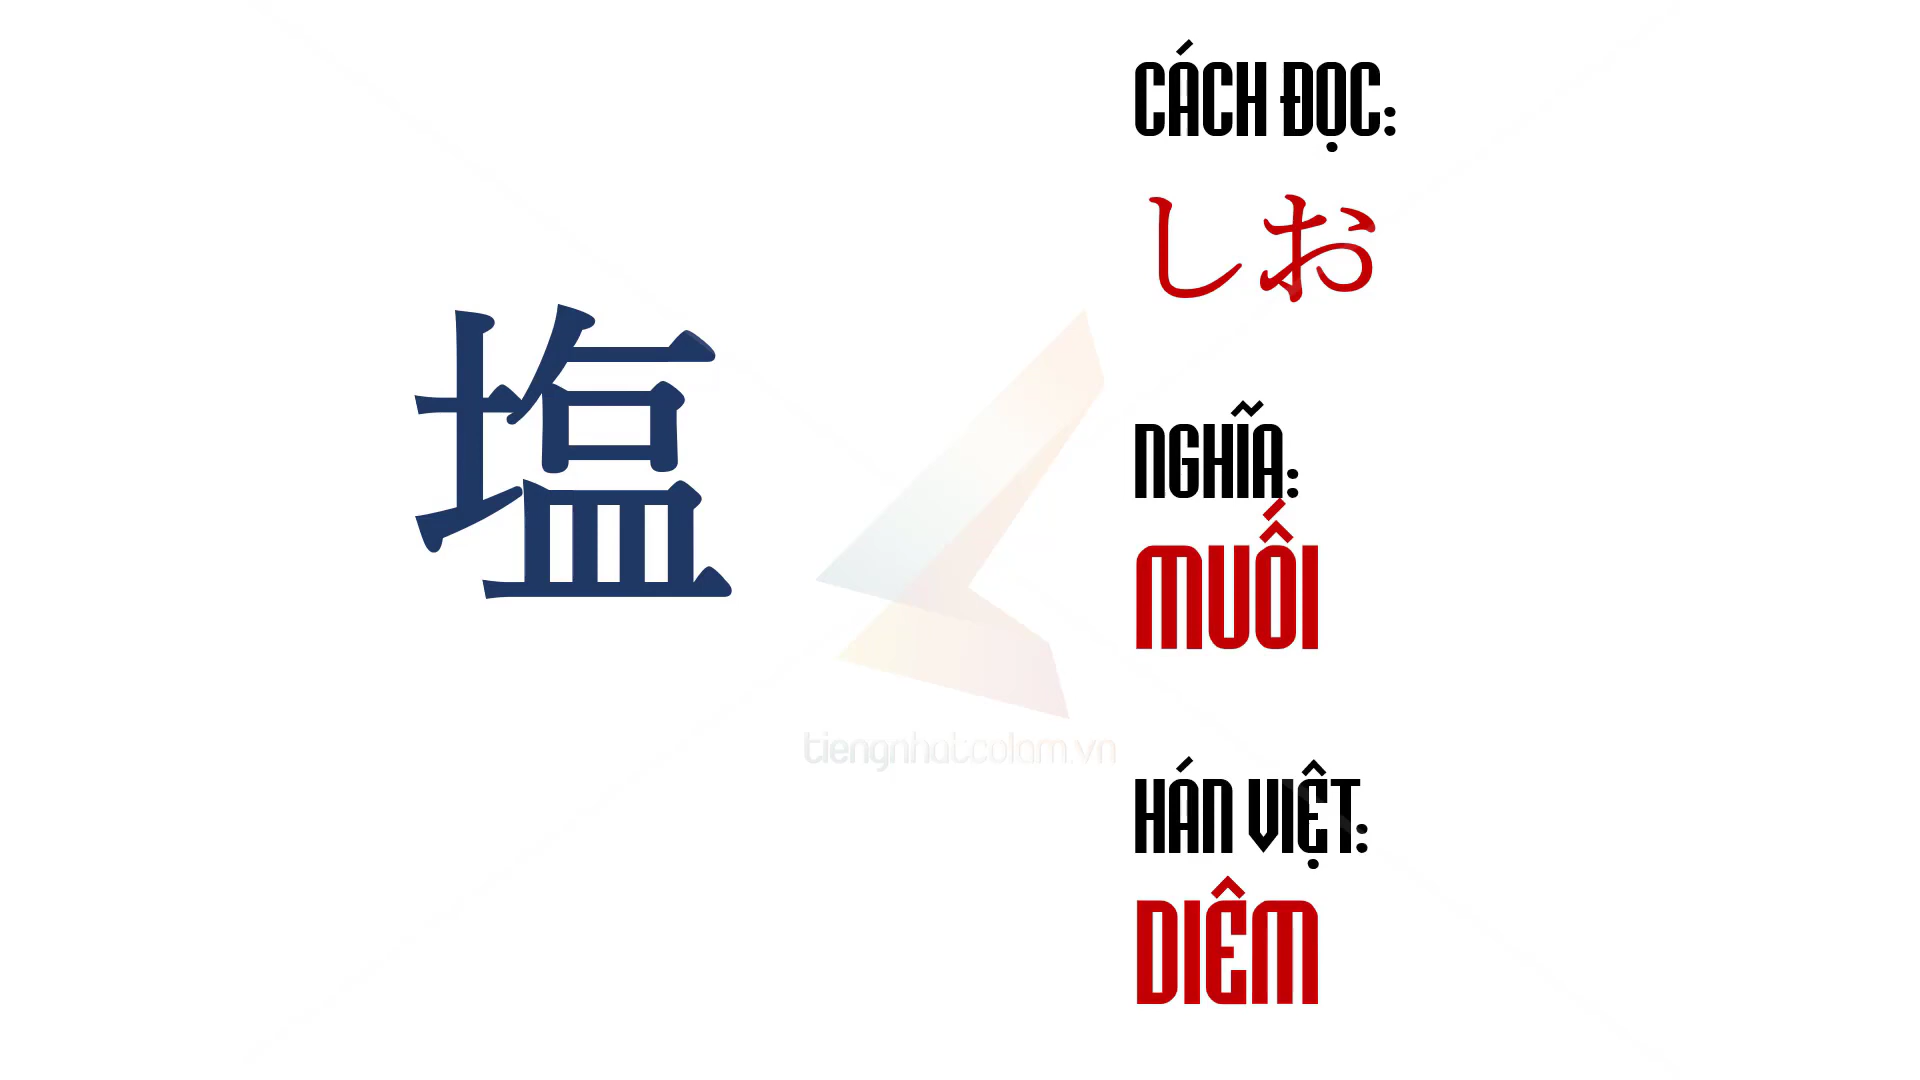 塩
CÁCH ĐỌC:
しお
NGHĨA:
MUỐI
HÁN VIỆT:
DIÊM
tiengnhatcolam.vn